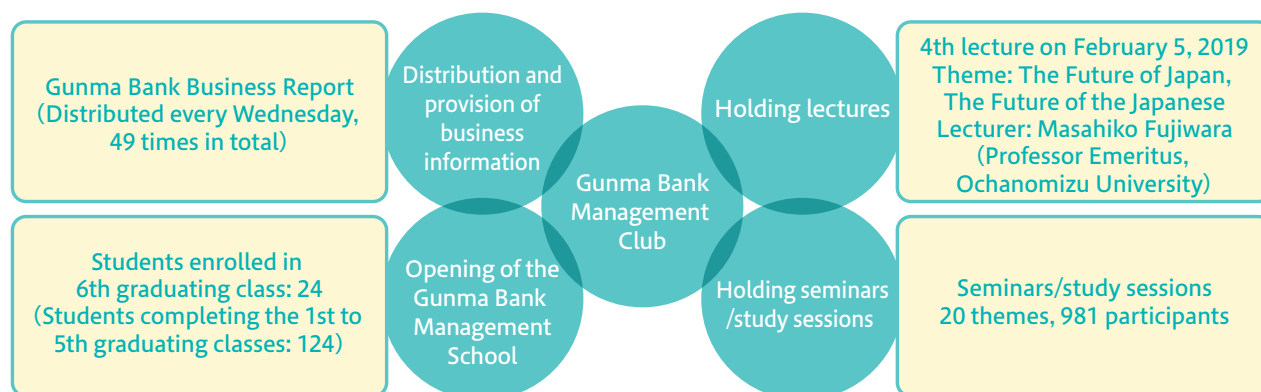 Gunma Bank Business Report
(Distributed every Wednesday,
49 times in total)
Distribution and
provision of
business
information
Holding lectures
4th lecture on February 5, 2019
Theme: The Future of Japan,
The Future of the Japanese
Lecturer: Masahiko Fujiwara
(Professor Emeritus,
Ochanomizu University)
Gunma Bank
Management
Club
Students enrolled in
6th graduating class: 24
(Students completing the 1st to
5th graduating classes: 124)
Opening of the
Gunma Bank
Management
School
Holding seminars
/study sessions
Seminars/study sessions
20 themes, 981 participants